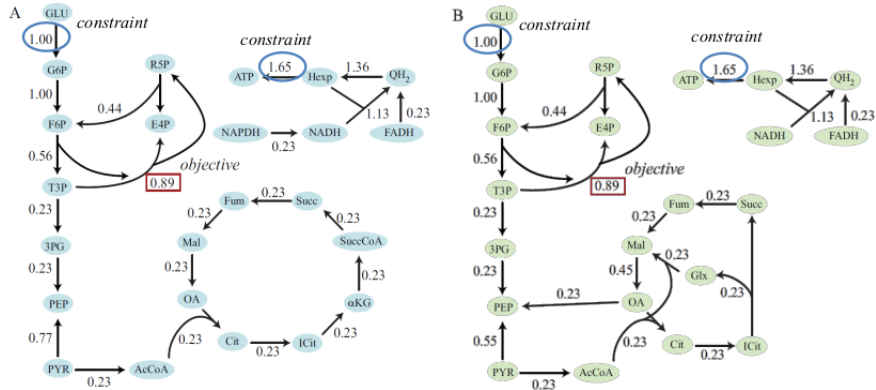 A
GLU
constraint
1.00
G6P
1.00
F6P
0.44
R5P
E4P
0.56
T3P
objective
0.89
0.23
3PG
0.23
PEP
0.77
PYR
0.23
AcCoA
0.23
constraint
ATP
1.65
Hexp
1.36
QH2
1.13
0.23
NAPDH
0.23
NADH
FADH
Fum
0.23
Succ
0.23
0.23
Mal
SuccCoA
0.23
0.23
OA
αKG
0.23
Cit
0.23
ICit
B
GLU
constraint
1.00
G6P
1.00
F6P
0.44
R5P
E4P
0.56
T3P
objective
0.89
0.23
3PG
0.23
PEP
0.23
0.55
PYR
0.23
AcCoA
0.23
constraint
ATP
1.65
Hexp
1.36
QH2
1.13
0.23
NADH
FADH
Fum
0.23
Succ
0.23
Mal
0.23
0.45
Glx
0.23
OA
Cit
0.23
ICit